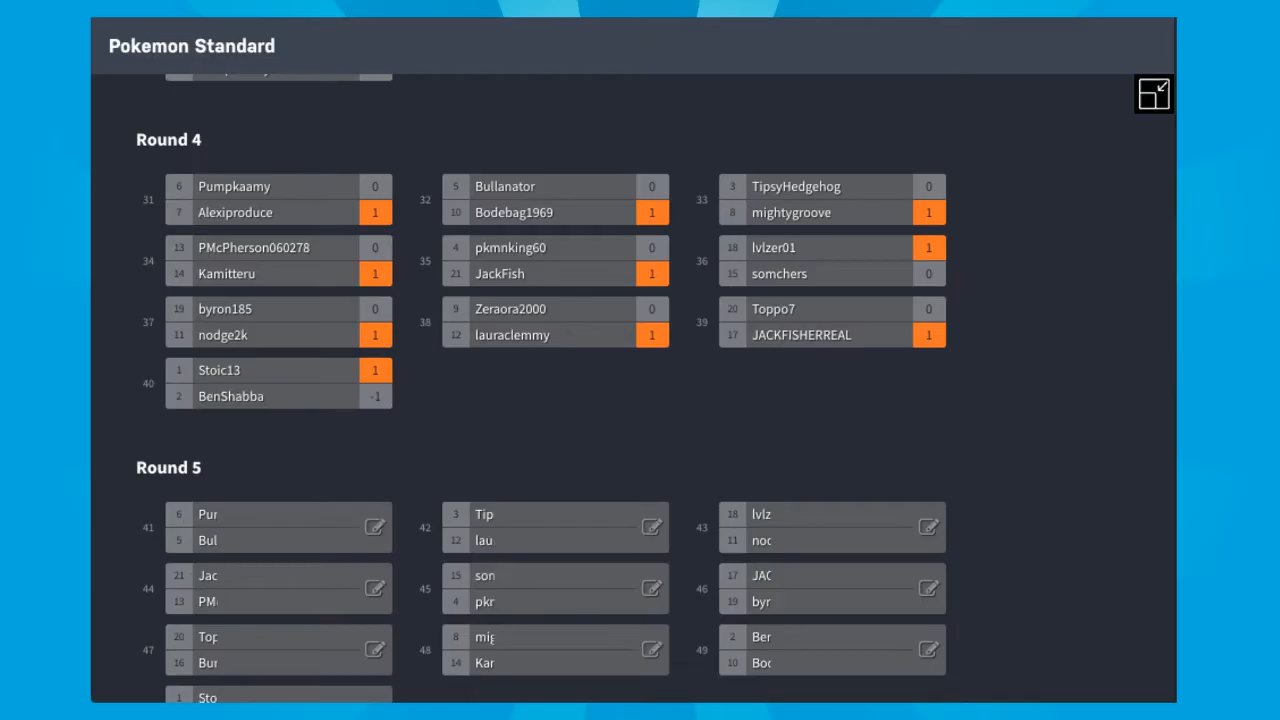 Pokemon Standard
Round 4
31
6 Pumpkaamy 0
7 Alexiproduce 1
32
5 Bullanator 0
10 Bodebag1969 1
33
3 TipsyHedgehog 0
8 mightygroove 1
34
13 PMcPherson060278 0
14 Kamitteru 1
35
4 pkmnking60 0
21 JackFish 1
36
18 lvlzer01 1
15 somchers 0
37
19 byron185 0
11 nodge2k 1
38
9 Zeraora2000 0
12 lauraclemmy 1
39
20 Toppo7 0
17 JACKFISHERREAL 1
40
1 Stoic13 1
2 BenShabba -1
Round 5
41
6 Pur
5 Bul
42
3 Tip
12 lau
43
18 lvlz
11 noc
44
21 Jac
13 PM
45
15 son
4 pkr
46
17 JAC
19 byr
47
20 Top
16 Bur
48
8 mig
14 Kar
49
2 Ber
10 Boc
1 Sto